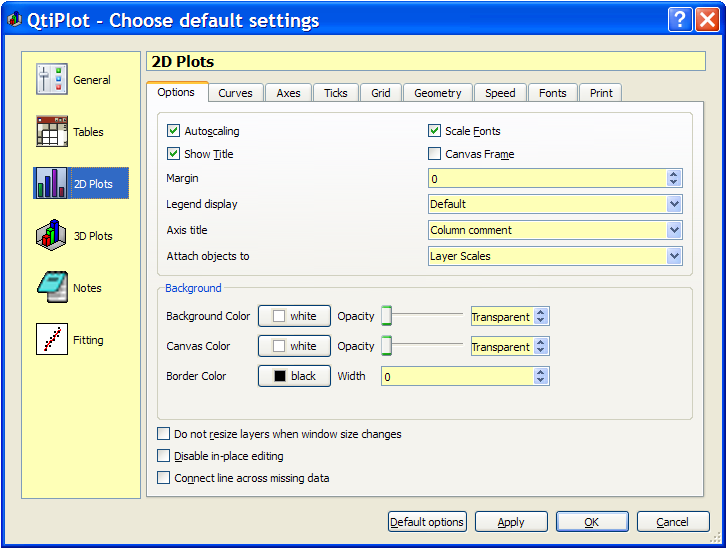 QtiPlot - Choose default settings
General
Tables
2D Plots
3D Plots
Notes
Fitting
2D Plots
Options Curves Axes Ticks Grid Geometry Speed Fonts Print
Autoscaling Scale Fonts
Show Title Canvas Frame
Margin 0
Legend display Default
Axis title Column comment
Attach objects to Layer Scales
Background
Background Color white Opacity Transparent
Canvas Color white Opacity Transparent
Border Color black Width 0
Do not resize layers when window size changes
Disable in-place editing
Connect line across missing data
Default options Apply OK Cancel